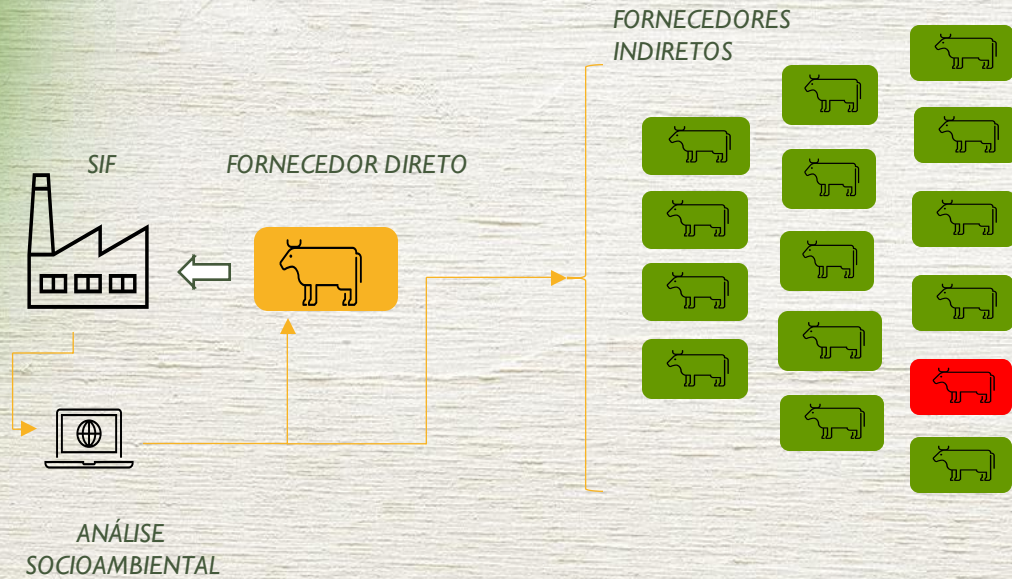 FORNECEDORES
INDIRETOS
SIF
FORNECEDOR DIRETO
ANÁLISE
SOCIOAMBIENTAL